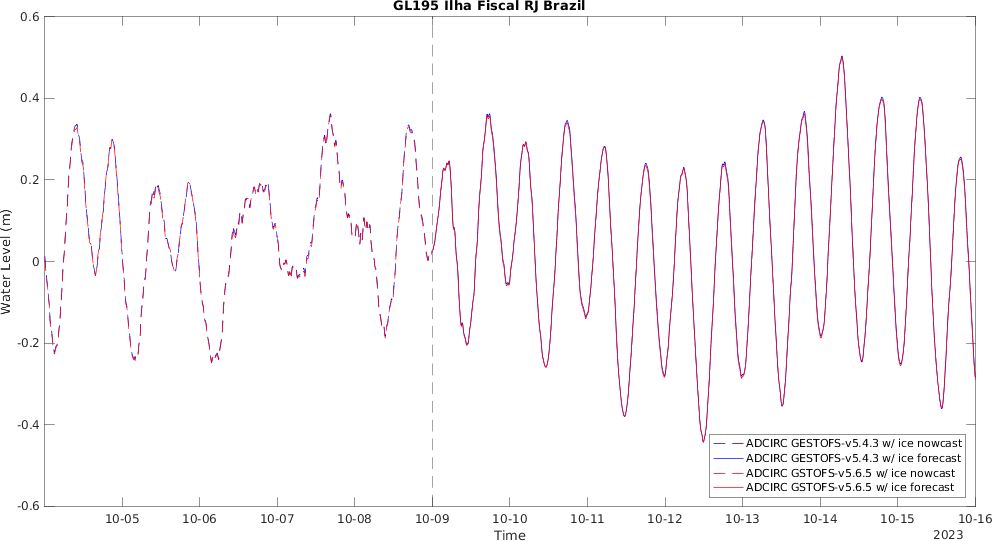 GL195 Ilha Fiscal RJ Brazil
0.6
0.4
0.2
0
-0.2
-0.4
-0.6
Water Level (m)
ADCIRC GESTOFS-v5.4.3 w/ ice nowcast
ADCIRC GESTOFS-v5.4.3 w/ ice forecast
ADCIRC GSTOFS-v5.6.5 w/ ice nowcast
ADCIRC GSTOFS-v5.6.5 w/ ice forecast
10-05 10-06 10-07 10-08 10-09 10-10 10-11 10-12 10-13 10-14 10-15 10-16
Time
2023